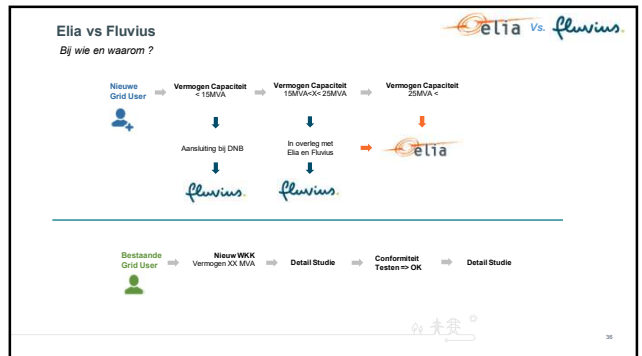 Elia vs Fluvius
Bij wie en waarom ?
elia Vs. fluvius.
Nieuwe
Grid User
Vermogen Capaciteit
< 15MVA
Vermogen Capaciteit
15MVA<X< 25MVA
Vermogen Capaciteit
25MVA <
Aansluiting bij DNB
In overleg met
Elia en Fluvius
elia
fluvius.
fluvius.
Bestaande
Grid User
Nieuw WKK
Vermogen XX MVA
Detail Studie
Conformiteit
Testen => OK
Detail Studie
36